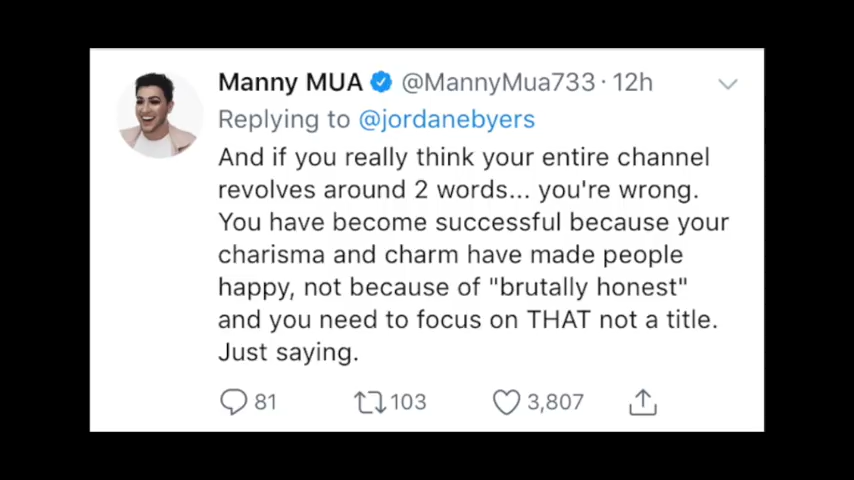 Manny MUA @MannyMua733 · 12h
Replying to @jordanebyers
And if you really think your entire channel
revolves around 2 words... you're wrong.
You have become successful because your
charisma and charm have made people
happy, not because of "brutally honest"
and you need to focus on THAT not a title.
Just saying.
81 103 3,807